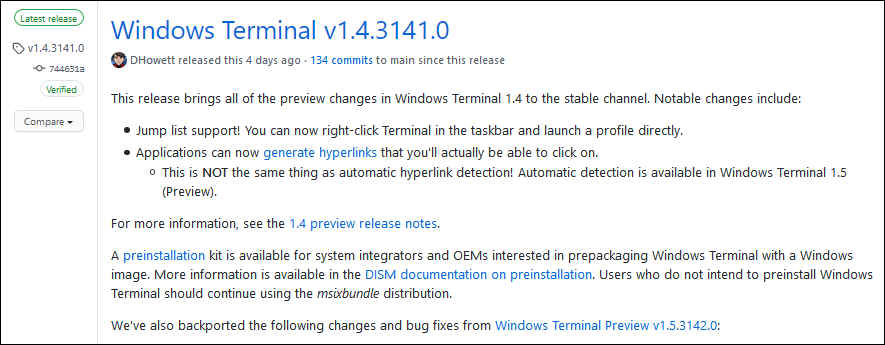 Latest release
v1.4.3141.0
744631a
Verified
Compare
Windows Terminal v1.4.3141.0
DHowett released this 4 days ago · 134 commits to main since this release
This release brings all of the preview changes in Windows Terminal 1.4 to the stable channel. Notable changes include:
Jump list support! You can now right-click Terminal in the taskbar and launch a profile directly.
Applications can now generate hyperlinks that you'll actually be able to click on.
This is NOT the same thing as automatic hyperlink detection! Automatic detection is available in Windows Terminal 1.5
(Preview).
For more information, see the 1.4 preview release notes.
A preinstallation kit is available for system integrators and OEMs interested in prepackaging Windows Terminal with a Windows
image. More information is available in the DISM documentation on preinstallation. Users who do not intend to preinstall Windows
Terminal should continue using the msixbundle distribution.
We've also backported the following changes and bug fixes from Windows Terminal Preview v1.5.3142.0: